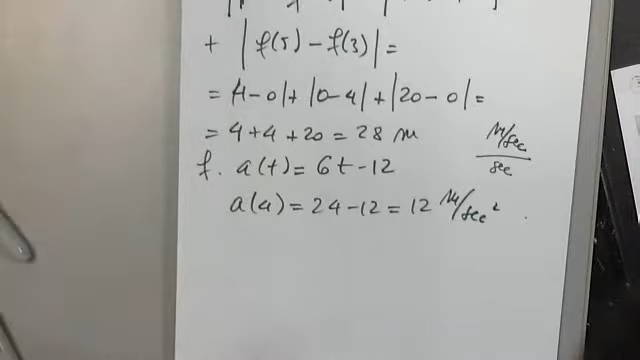 + |f(5) - f(3)| =
= |4-0| + |0-4| + |20-0| =
= 4+4+20 = 28 m
f. a(t) = 6t - 12
m/sec
sec
a(4) = 24 - 12 = 12 m/sec²